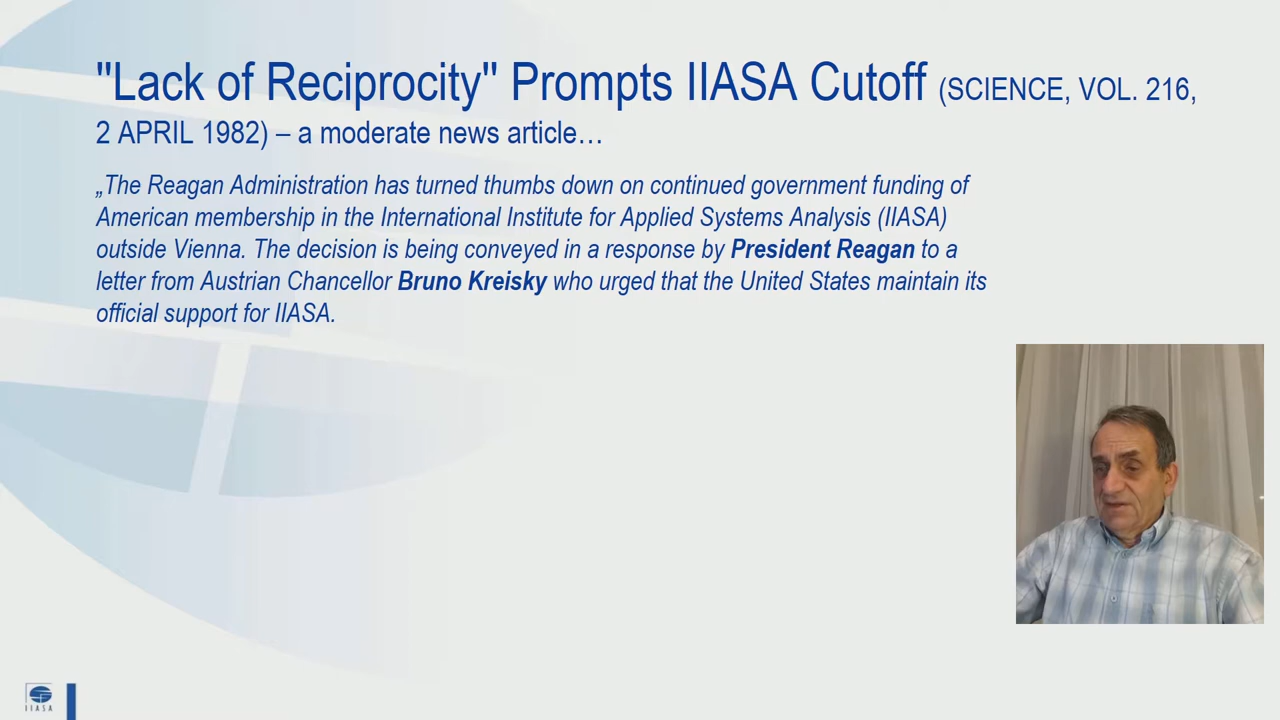 "Lack of Reciprocity" Prompts IIASA Cutoff (SCIENCE, VOL. 216,
2 APRIL 1982) – a moderate news article…
„The Reagan Administration has turned thumbs down on continued government funding of
American membership in the International Institute for Applied Systems Analysis (IIASA)
outside Vienna. The decision is being conveyed in a response by President Reagan to a
letter from Austrian Chancellor Bruno Kreisky who urged that the United States maintain its
official support for IIASA.
IIASA